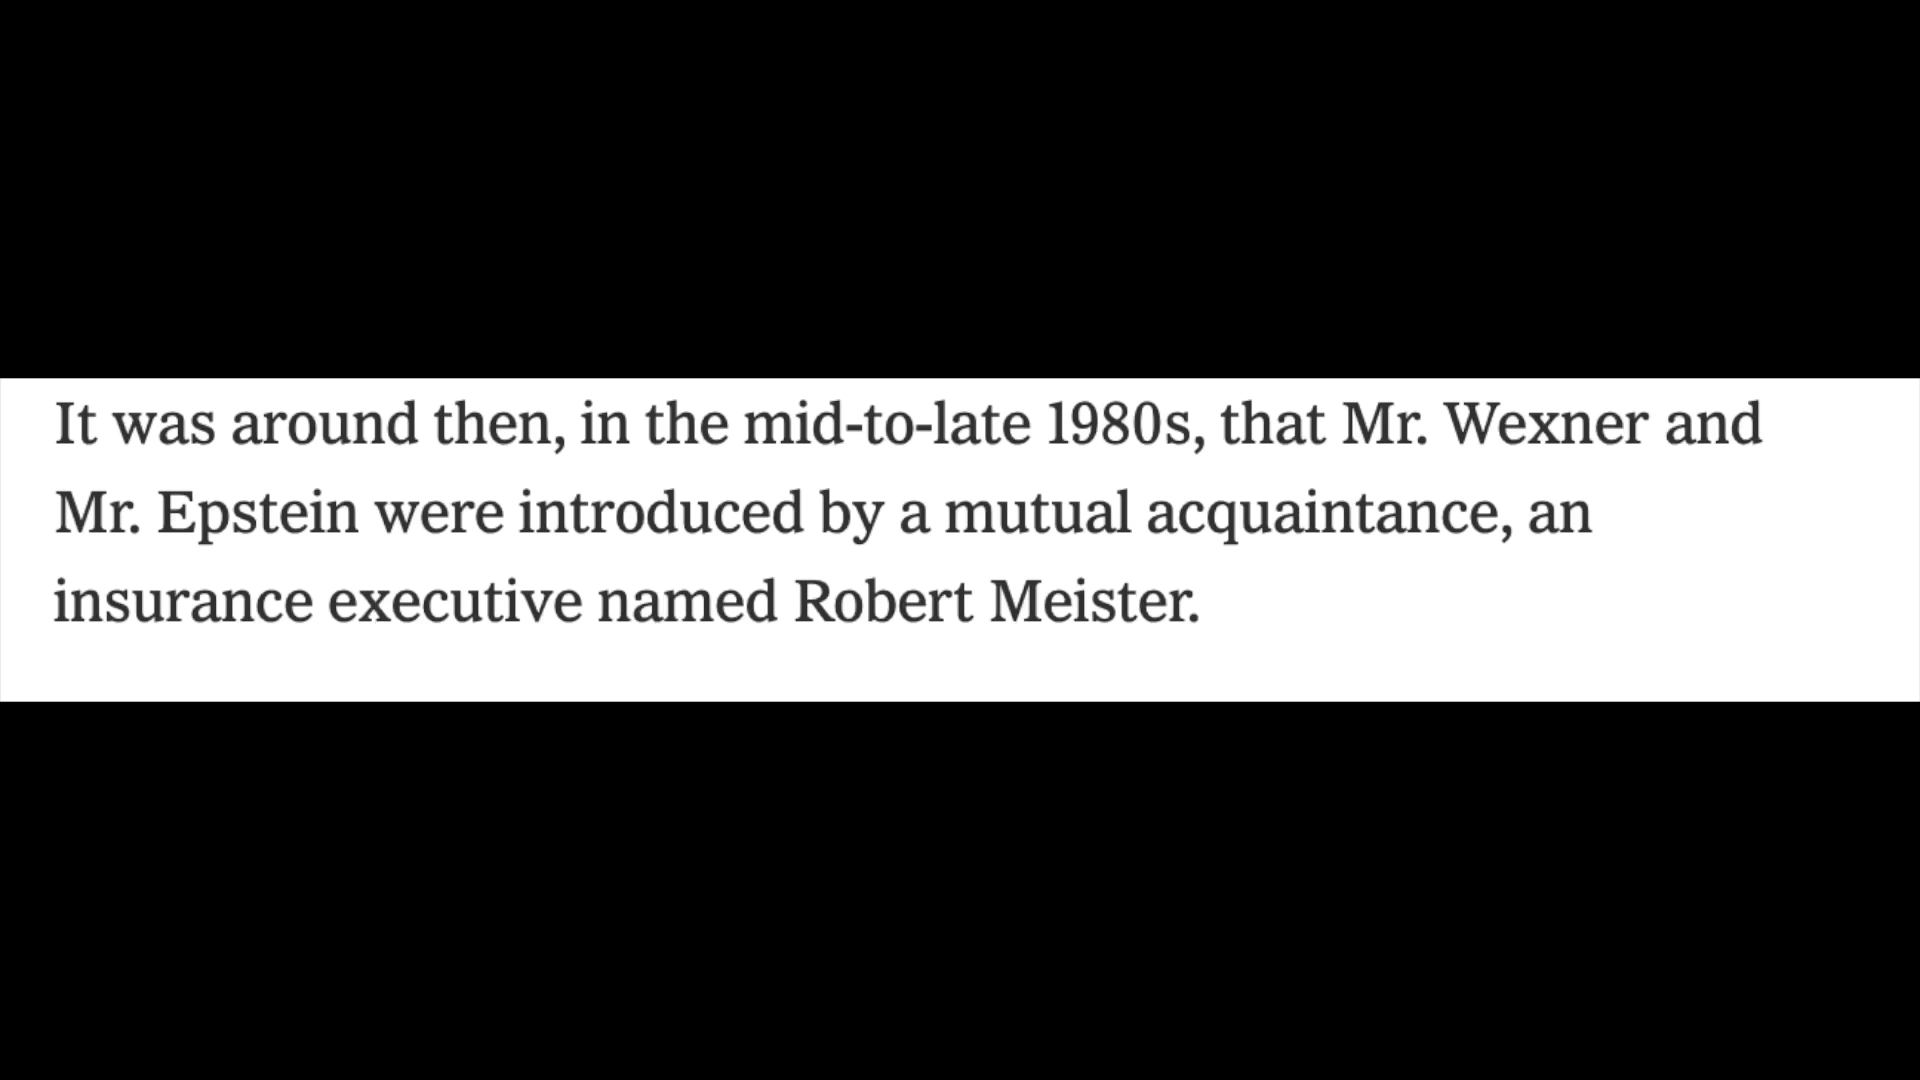 It was around then, in the mid-to-late 1980s, that Mr. Wexner and
Mr. Epstein were introduced by a mutual acquaintance, an
insurance executive named Robert Meister.